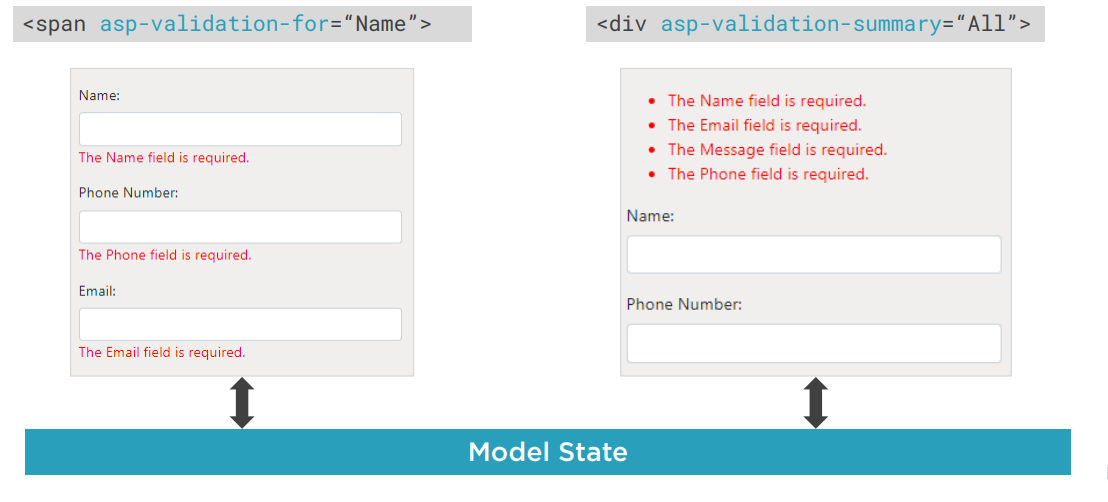 <span asp-validation-for=“Name”>
Name:
The Name field is required.
Phone Number:
The Phone field is required.
Email:
The Email field is required.
<div asp-validation-summary=“All”>
The Name field is required.
The Email field is required.
The Message field is required.
The Phone field is required.
Name:
Phone Number:
Model State